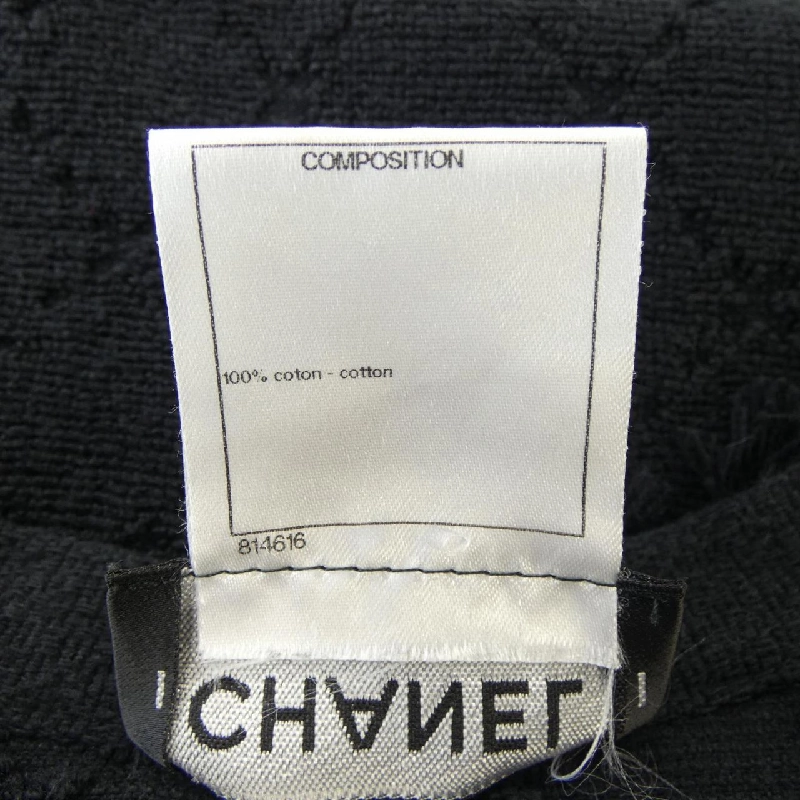 COMPOSITION
100% coton - cotton
814616
CHANEL